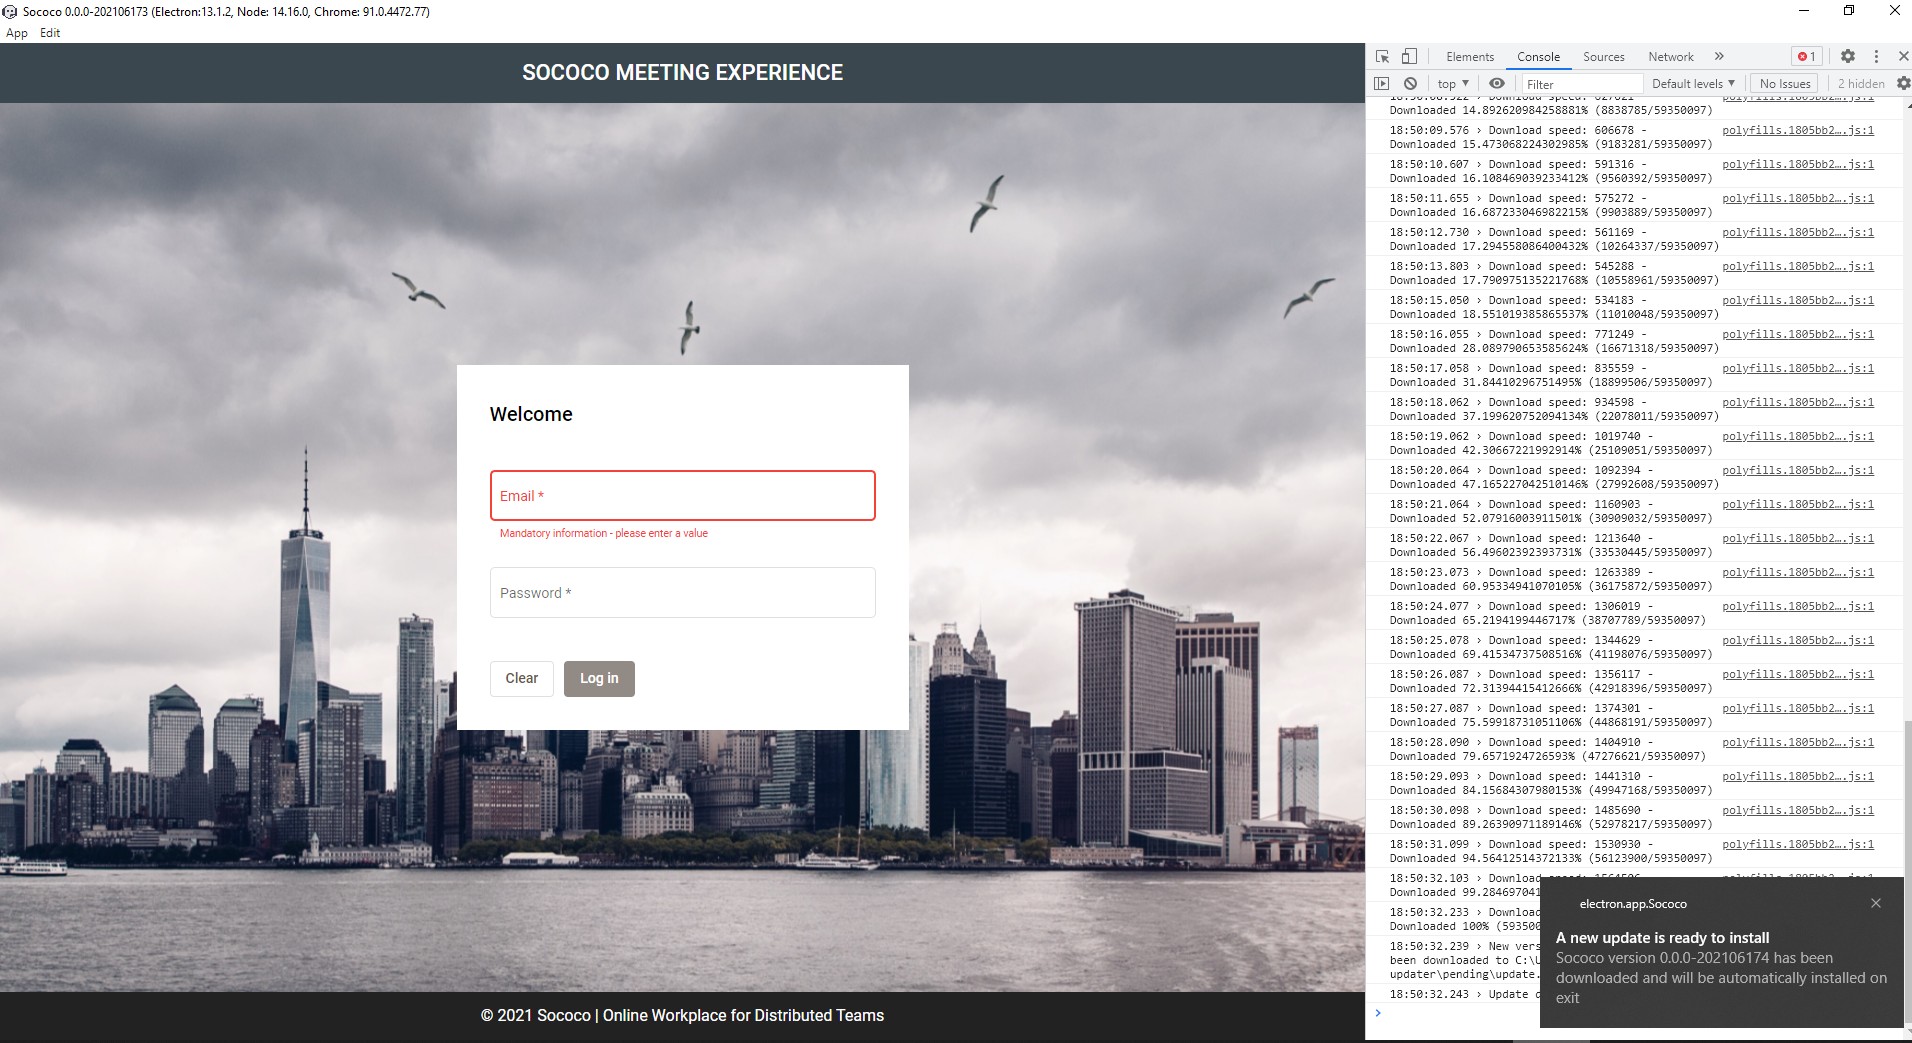 Sococo 0.0.0-202106173 (Electron:13.1.2, Node: 14.16.0, Chrome: 91.0.4472.77)
App Edit
SOCOCO MEETING EXPERIENCE
Welcome
Email *
Mandatory information - please enter a value
Password *
Clear Log in
© 2021 Sococo | Online Workplace for Distributed Teams
Elements Console Sources Network » 1
top Filter Default levels No Issues 2 hidden
Downloaded 14.892620984258881% (8838785/59350097)
18:50:09.576 › Download speed: 606678 - polyfills.1805bb2….js:1
Downloaded 15.473068224302985% (9183281/59350097)
18:50:10.607 › Download speed: 591316 - polyfills.1805bb2….js:1
Downloaded 16.108469039233412% (9560392/59350097)
18:50:11.655 › Download speed: 575272 - polyfills.1805bb2….js:1
Downloaded 16.687233046982215% (9903889/59350097)
18:50:12.730 › Download speed: 561169 - polyfills.1805bb2….js:1
Downloaded 17.294558086400432% (10264337/59350097)
18:50:13.803 › Download speed: 545288 - polyfills.1805bb2….js:1
Downloaded 17.790975135221768% (10558961/59350097)
18:50:15.050 › Download speed: 534183 - polyfills.1805bb2….js:1
Downloaded 18.551019385865537% (11010048/59350097)
18:50:16.055 › Download speed: 771249 - polyfills.1805bb2….js:1
Downloaded 28.089790653585624% (16671318/59350097)
18:50:17.058 › Download speed: 835559 - polyfills.1805bb2….js:1
Downloaded 31.84410296751495% (18899506/59350097)
18:50:18.062 › Download speed: 934598 - polyfills.1805bb2….js:1
Downloaded 37.199620752094134% (22078011/59350097)
18:50:19.062 › Download speed: 1019740 - polyfills.1805bb2….js:1
Downloaded 42.30667221992914% (25109051/59350097)
18:50:20.064 › Download speed: 1092394 - polyfills.1805bb2….js:1
Downloaded 47.165227042510146% (27992608/59350097)
18:50:21.064 › Download speed: 1160903 - polyfills.1805bb2….js:1
Downloaded 52.07916003911501% (30909032/59350097)
18:50:22.067 › Download speed: 1213640 - polyfills.1805bb2….js:1
Downloaded 56.49602392393731% (33530445/59350097)
18:50:23.073 › Download speed: 1263389 - polyfills.1805bb2….js:1
Downloaded 60.95334941070105% (36175872/59350097)
18:50:24.077 › Download speed: 1306019 - polyfills.1805bb2….js:1
Downloaded 65.2194199446717% (38707789/59350097)
18:50:25.078 › Download speed: 1344629 - polyfills.1805bb2….js:1
Downloaded 69.41534737508516% (41198076/59350097)
18:50:26.087 › Download speed: 1356117 - polyfills.1805bb2….js:1
Downloaded 72.31394415412666% (42918396/59350097)
18:50:27.087 › Download speed: 1374301 - polyfills.1805bb2….js:1
Downloaded 75.59918731051106% (44868191/59350097)
18:50:28.090 › Download speed: 1404910 - polyfills.1805bb2….js:1
Downloaded 79.6571924726593% (47276621/59350097)
18:50:29.093 › Download speed: 1441310 - polyfills.1805bb2….js:1
Downloaded 84.15684307980153% (49947168/59350097)
18:50:30.098 › Download speed: 1485690 - polyfills.1805bb2….js:1
Downloaded 89.26390971189146% (52978217/59350097)
18:50:31.099 › Download speed: 1530930 - polyfills.1805bb2….js:1
Downloaded 94.56412514372133% (56123900/59350097)
18:50:32.103 › Download
Downloaded 99.28469704
18:50:32.233 › Downloa
Downloaded 100% (59350
18:50:32.239 › New vers
been downloaded to C:\U
updater\pending\update.
18:50:32.243 › Update
electron.app.Sococo
A new update is ready to install
Sococo version 0.0.0-202106174 has been
downloaded and will be automatically installed on
exit